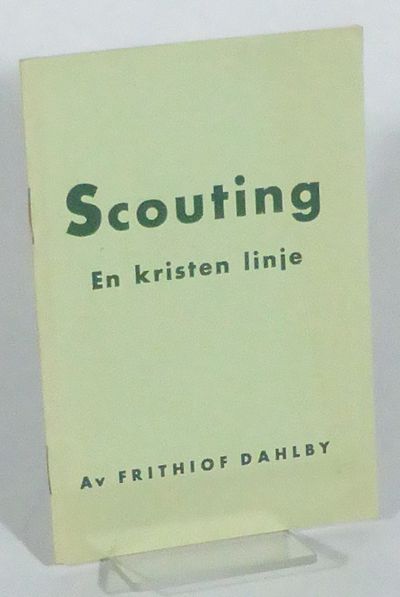 Scouting
En kristen linje
Av FRITHIOF DAHLBY